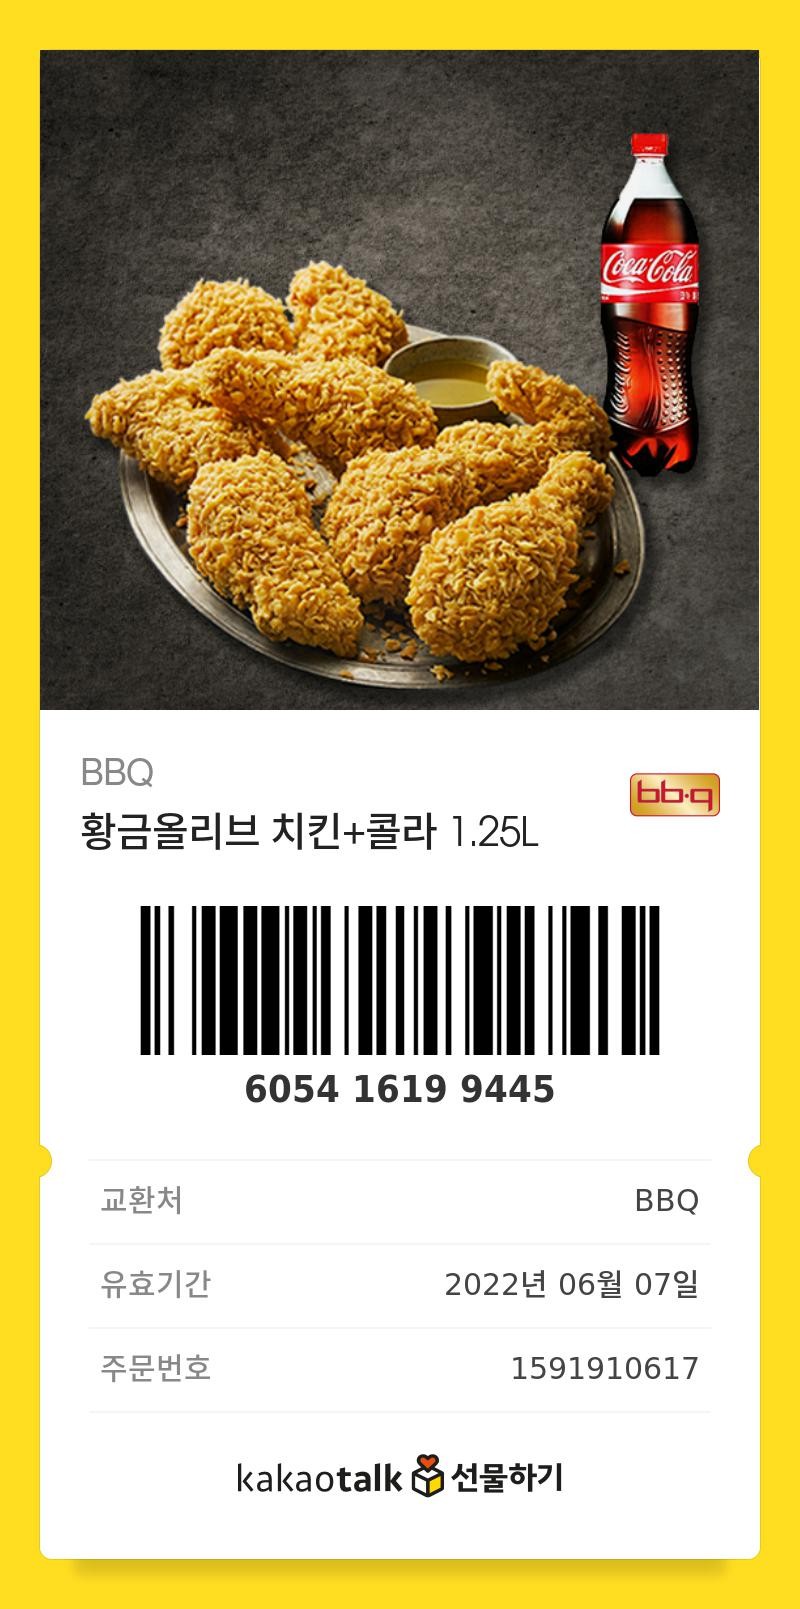 Coca-Cola
BBQ
bb·q
황금올리브 치킨+콜라 1.25L
6054 1619 9445
교환처 BBQ
유효기간 2022년 06월 07일
주문번호 1591910617
kakaotalk 선물하기